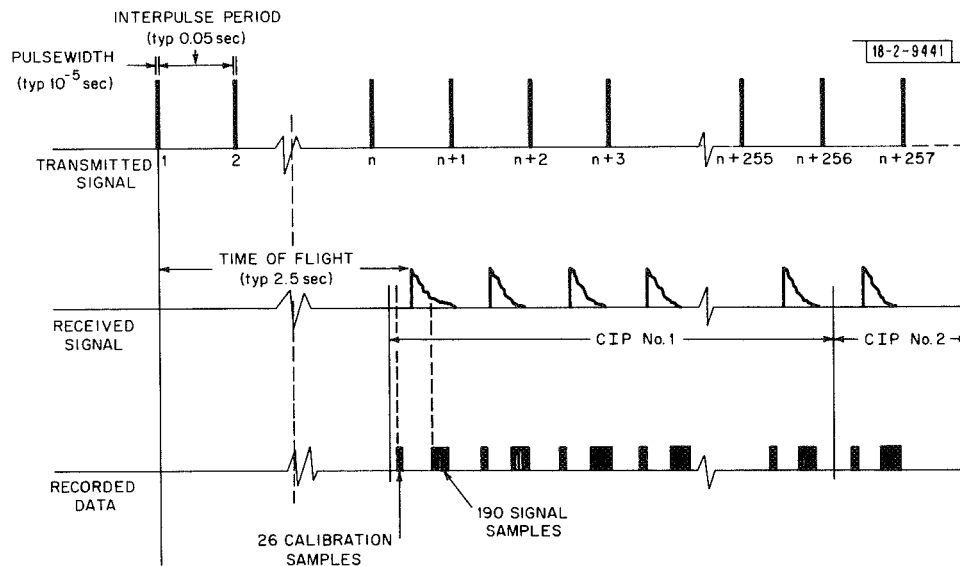 INTERPULSE PERIOD
(typ 0.05 sec)
18-2-9441
PULSEWIDTH
(typ 10⁻⁵ sec)
TRANSMITTED
SIGNAL
1
2
n
n+1
n+2
n+3
n+255
n+256
n+257
TIME OF FLIGHT
(typ 2.5 sec)
RECEIVED
SIGNAL
CIP No.1
CIP No.2
RECORDED
DATA
190 SIGNAL
SAMPLES
26 CALIBRATION
SAMPLES